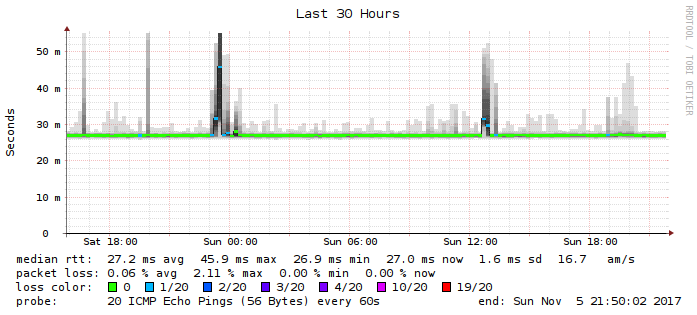 Last 30 Hours
RRDTOOL / TOBI OETIKER
Seconds
50 m
40 m
30 m
20 m
10 m
0
Sat 18:00 Sun 00:00 Sun 06:00 Sun 12:00 Sun 18:00
median rtt: 27.2 ms avg 45.9 ms max 26.9 ms min 27.0 ms now 1.6 ms sd 16.7 am/s
packet loss: 0.06 % avg 2.11 % max 0.00 % min 0.00 % now
loss color: 0 1/20 2/20 3/20 4/20 10/20 19/20
probe: 20 ICMP Echo Pings (56 Bytes) every 60s end: Sun Nov 5 21:50:02 2017